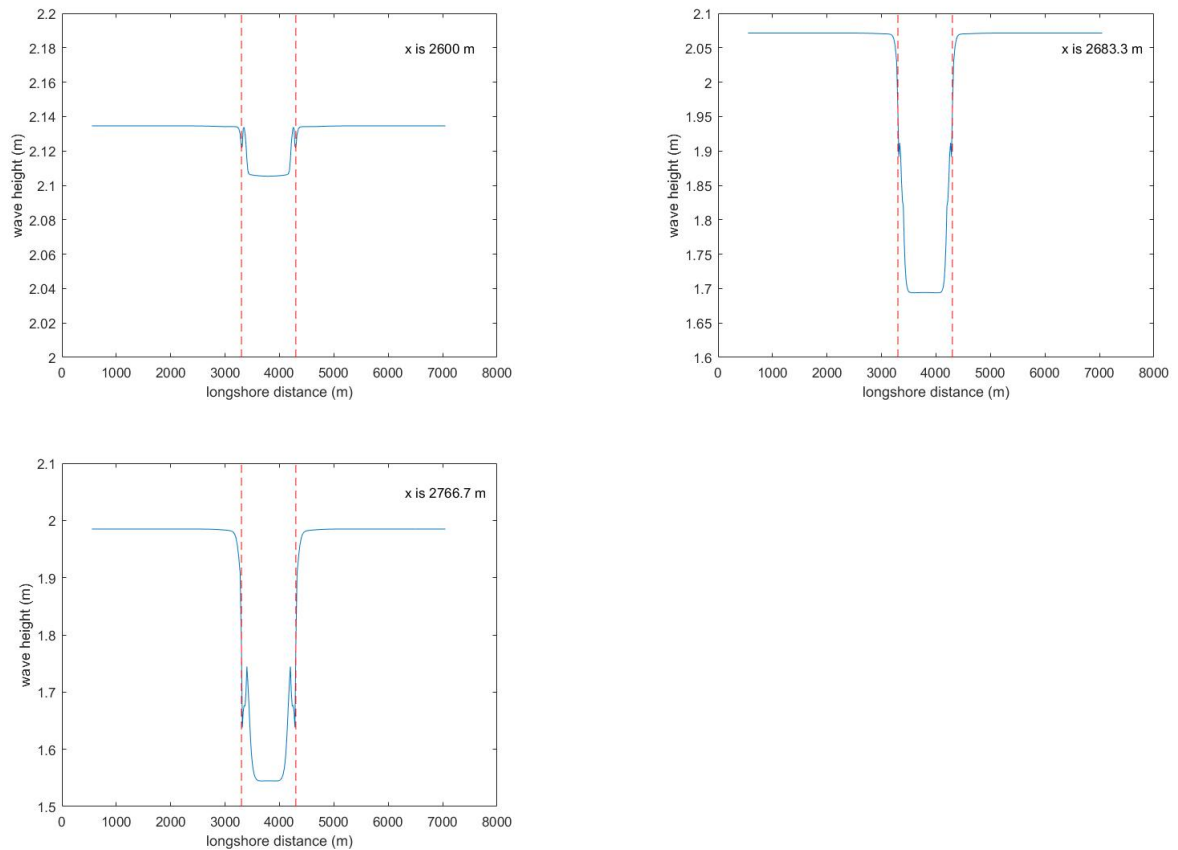 2.2
2.18
2.16
2.14
2.12
2.1
2.08
2.06
2.04
2.02
2
wave height (m)
x is 2600 m
0 1000 2000 3000 4000 5000 6000 7000 8000
longshore distance (m)
2.1
2.05
2
1.95
1.9
1.85
1.8
1.75
1.7
1.65
1.6
wave height (m)
x is 2683.3 m
0 1000 2000 3000 4000 5000 6000 7000 8000
longshore distance (m)
2.1
2
1.9
1.8
1.7
1.6
1.5
wave height (m)
x is 2766.7 m
0 1000 2000 3000 4000 5000 6000 7000 8000
longshore distance (m)